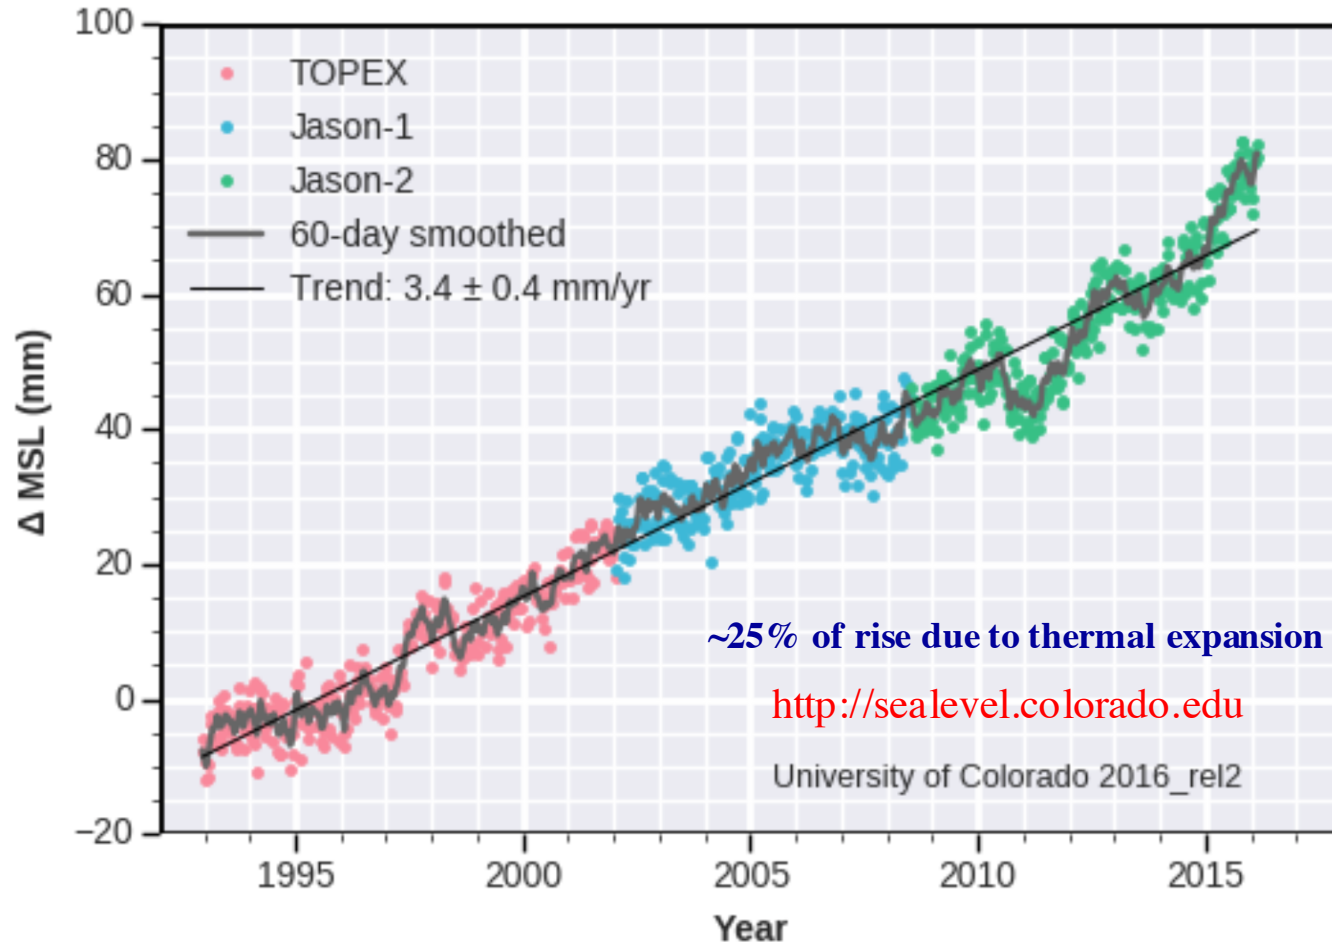 100
TOPEX
Jason-1
80
Jason-2
60-day smoothed
60
Trend: 3.4 ± 0.4 mm/yr
Δ MSL (mm)
40
20
~25% of rise due to thermal expansion
0
http://sealevel.colorado.edu
University of Colorado 2016_rel2
−20
1995 2000 2005 2010 2015
Year